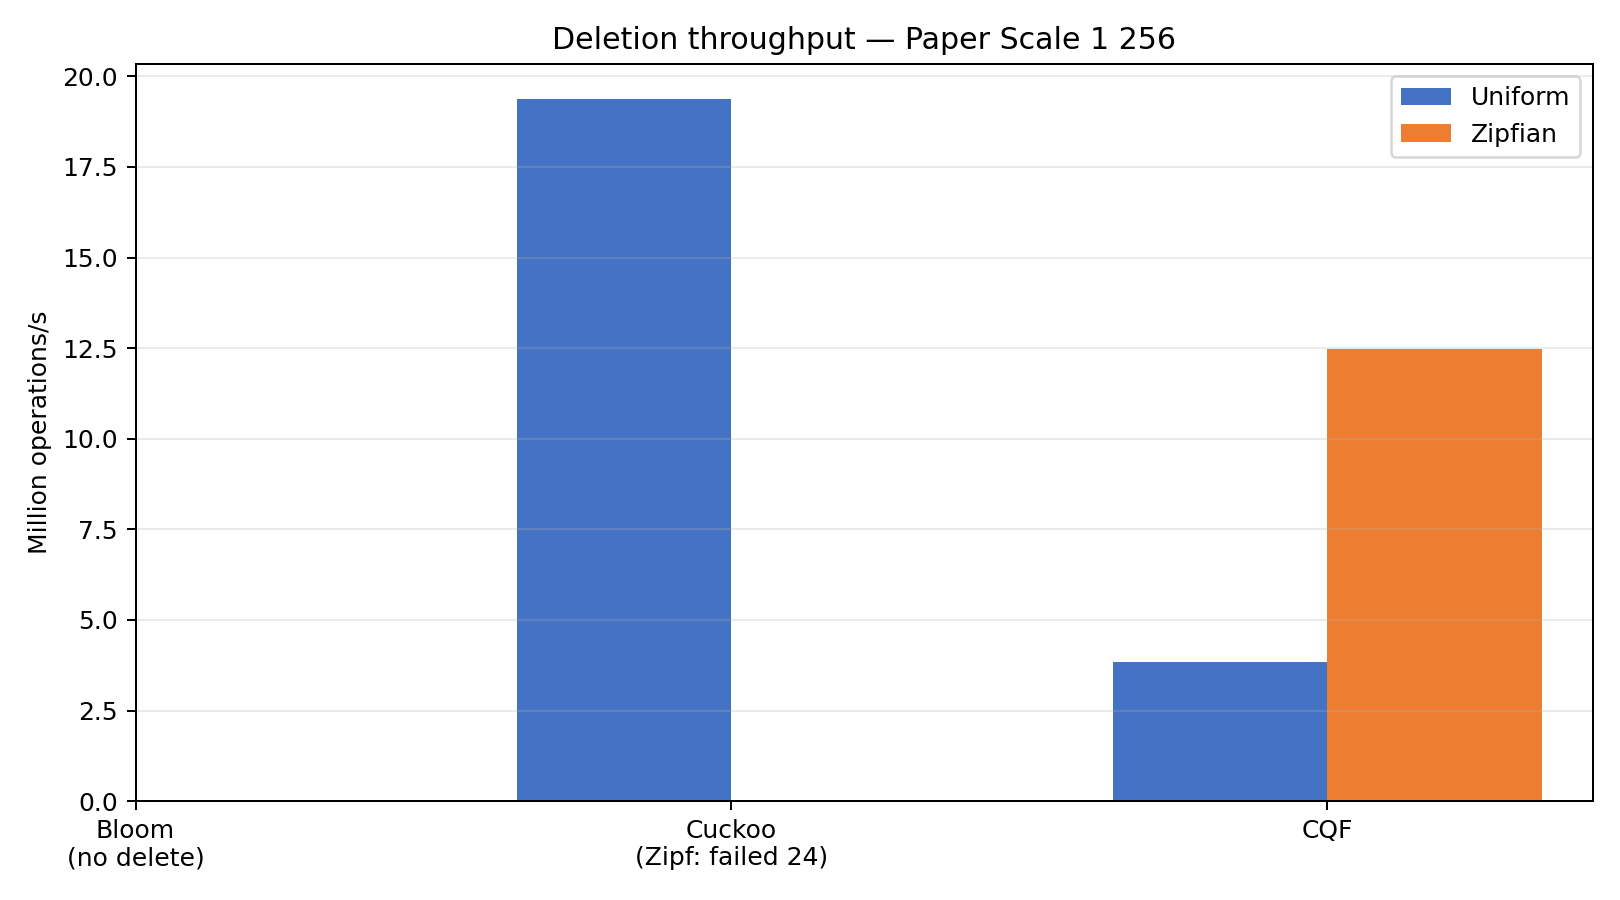 Deletion throughput — Paper Scale 1 256
Million operations/s
20.0
17.5
15.0
12.5
10.0
7.5
5.0
2.5
0.0
Uniform
Zipfian
Bloom
(no delete)
Cuckoo
(Zipf: failed 24)
CQF